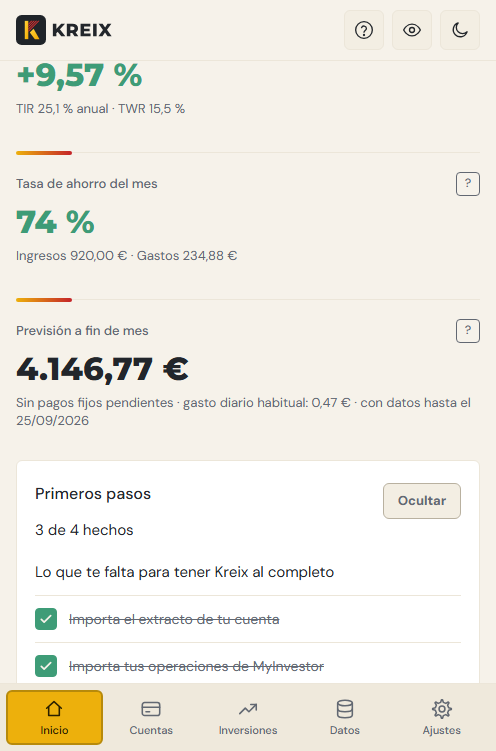 KREIX
+9,57 %
TIR 25,1 % anual · TWR 15,5 %
Tasa de ahorro del mes
?
74 %
Ingresos 920,00 € · Gastos 234,88 €
Previsión a fin de mes
?
4.146,77 €
Sin pagos fijos pendientes · gasto diario habitual: 0,47 € · con datos hasta el
25/09/2026
Primeros pasos
Ocultar
3 de 4 hechos
Lo que te falta para tener Kreix al completo
Importa el extracto de tu cuenta
Importa tus operaciones de MyInvestor
Inicio
Cuentas
Inversiones
Datos
Ajustes